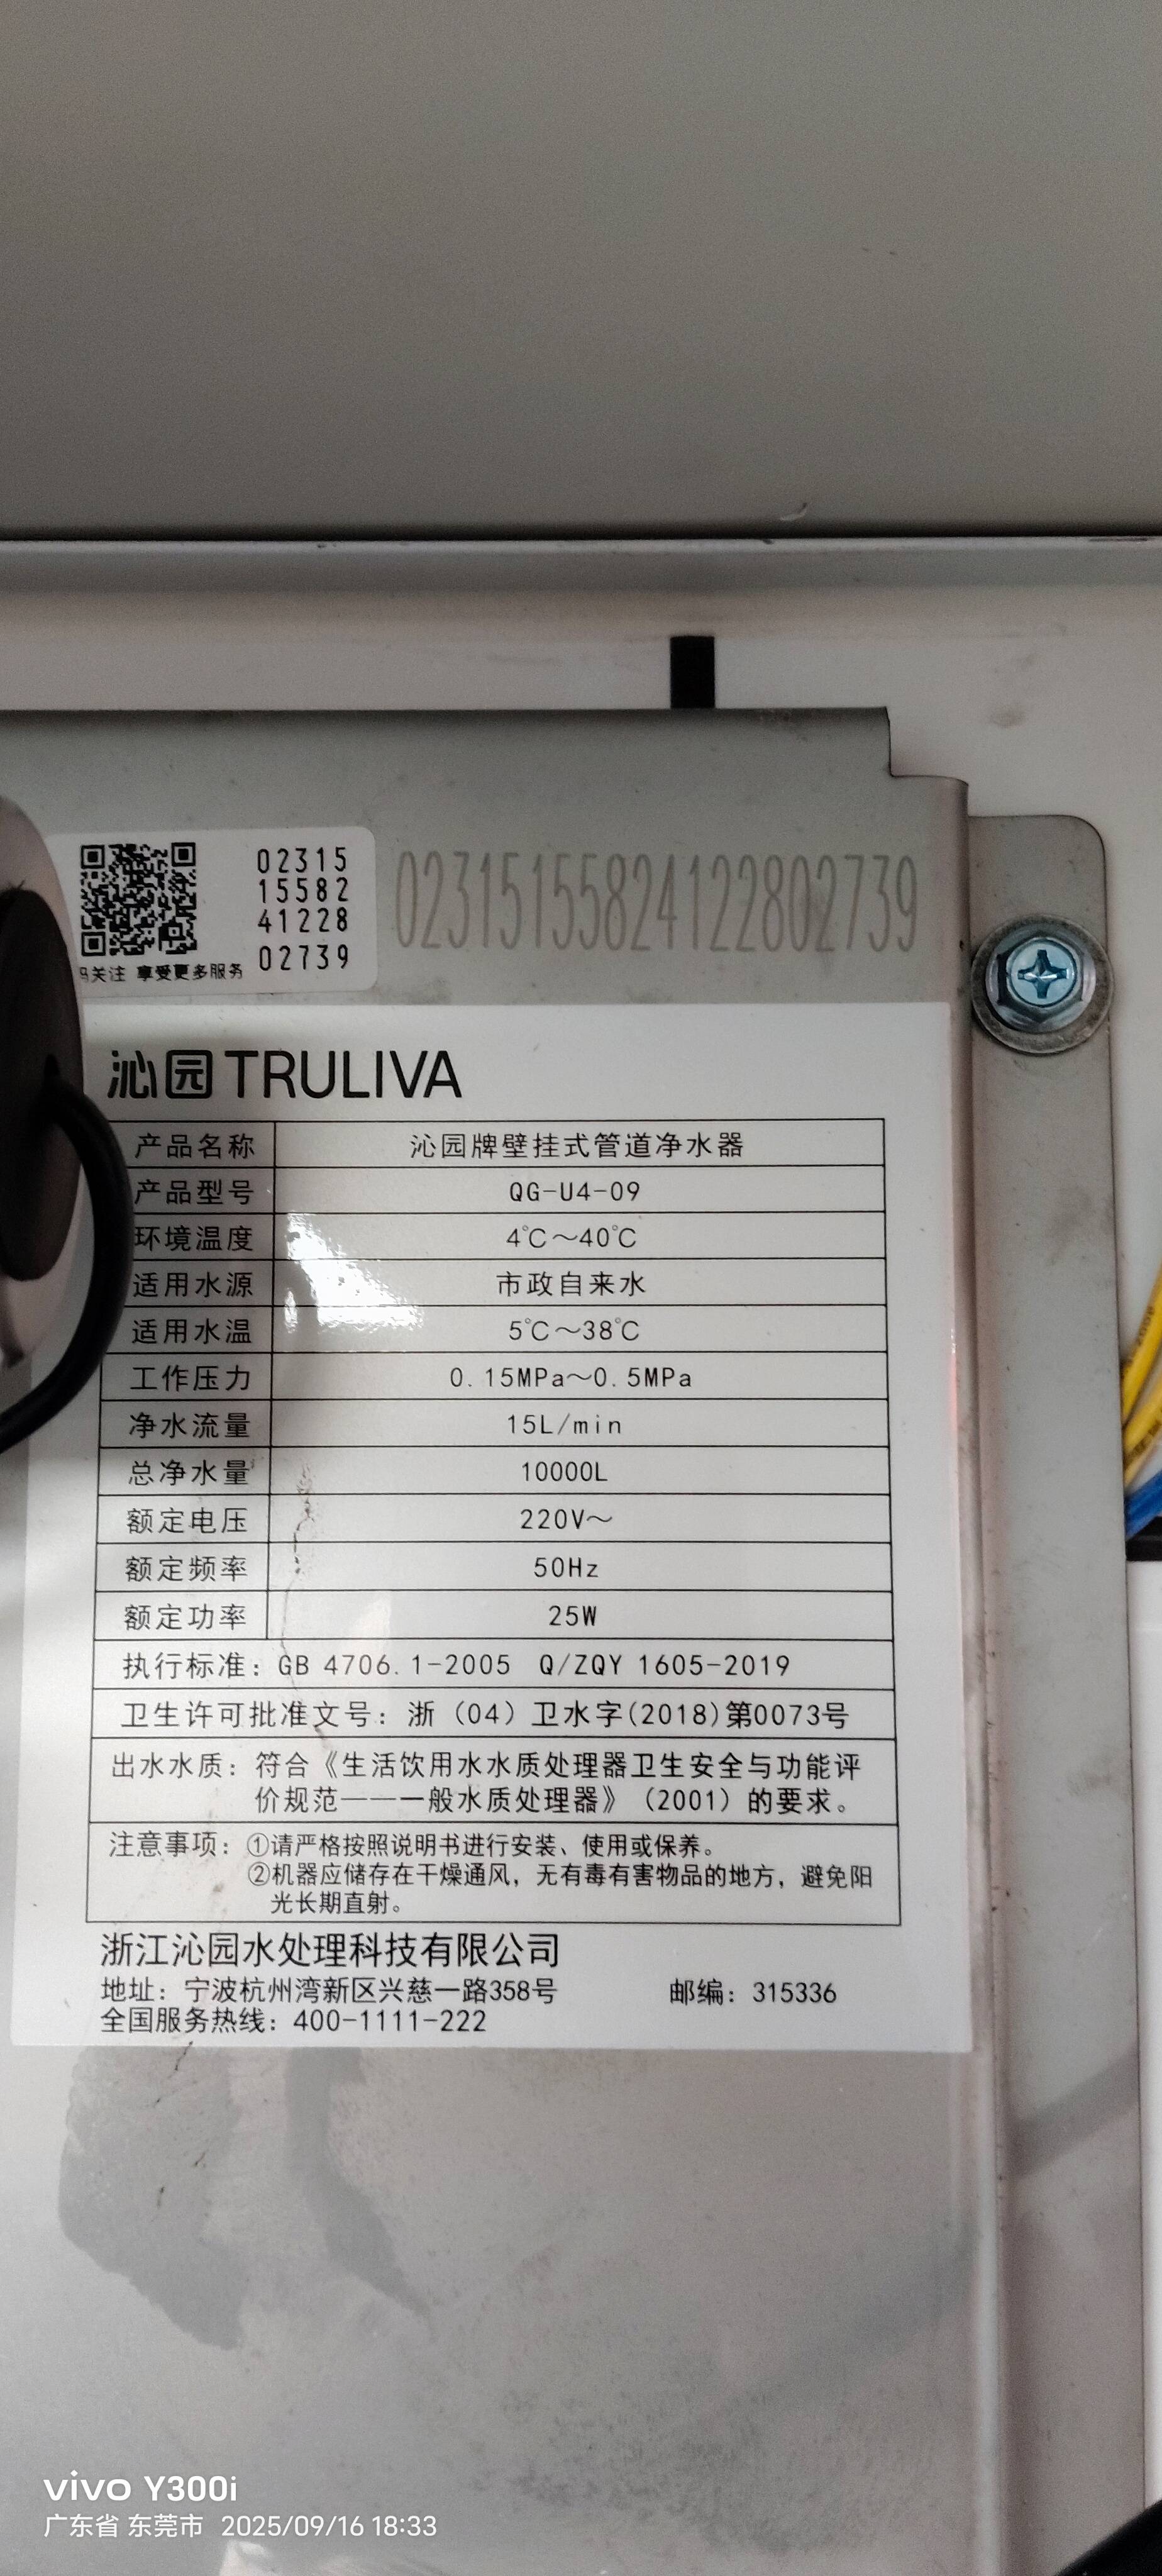 02315
15582
41228
02739
关注 享受更多服务
02315155824122802739
沁园 TRULIVA
产品名称 沁园牌壁挂式管道净水器
产品型号 QG-U4-09
环境温度 4℃～40℃
适用水源 市政自来水
适用水温 5℃～38℃
工作压力 0.15MPa～0.5MPa
净水流量 15L/min
总净水量 10000L
额定电压 220V～
额定频率 50Hz
额定功率 25W
执行标准：GB 4706.1-2005 Q/ZQY 1605-2019
卫生许可批准文号：浙（04）卫水字(2018)第0073号
出水水质：符合《生活饮用水水质处理器卫生安全与功能评
价规范———一般水质处理器》（2001）的要求。
注意事项：①请严格按照说明书进行安装、使用或保养。
②机器应储存在干燥通风，无有毒有害物品的地方，避免阳
光长期直射。
浙江沁园水处理科技有限公司
地址：宁波杭州湾新区兴慈一路358号 邮编：315336
全国服务热线：400-1111-222
vivo Y300i
广东省 东莞市 2025/09/16 18:33